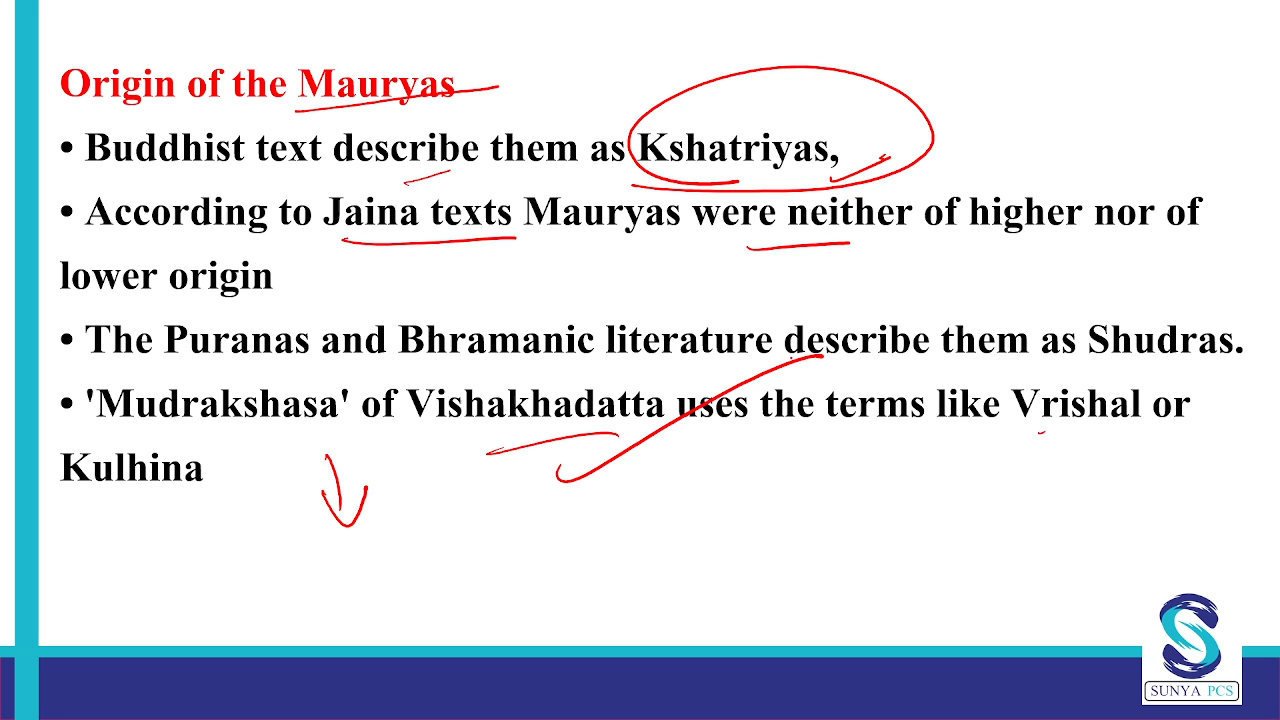 Origin of the Mauryas
• Buddhist text describe them as Kshatriyas,
• According to Jaina texts Mauryas were neither of higher nor of
lower origin
• The Puranas and Bhramanic literature describe them as Shudras.
• 'Mudrakshasa' of Vishakhadatta uses the terms like Vrishal or
Kulhina
SUNYA PCS